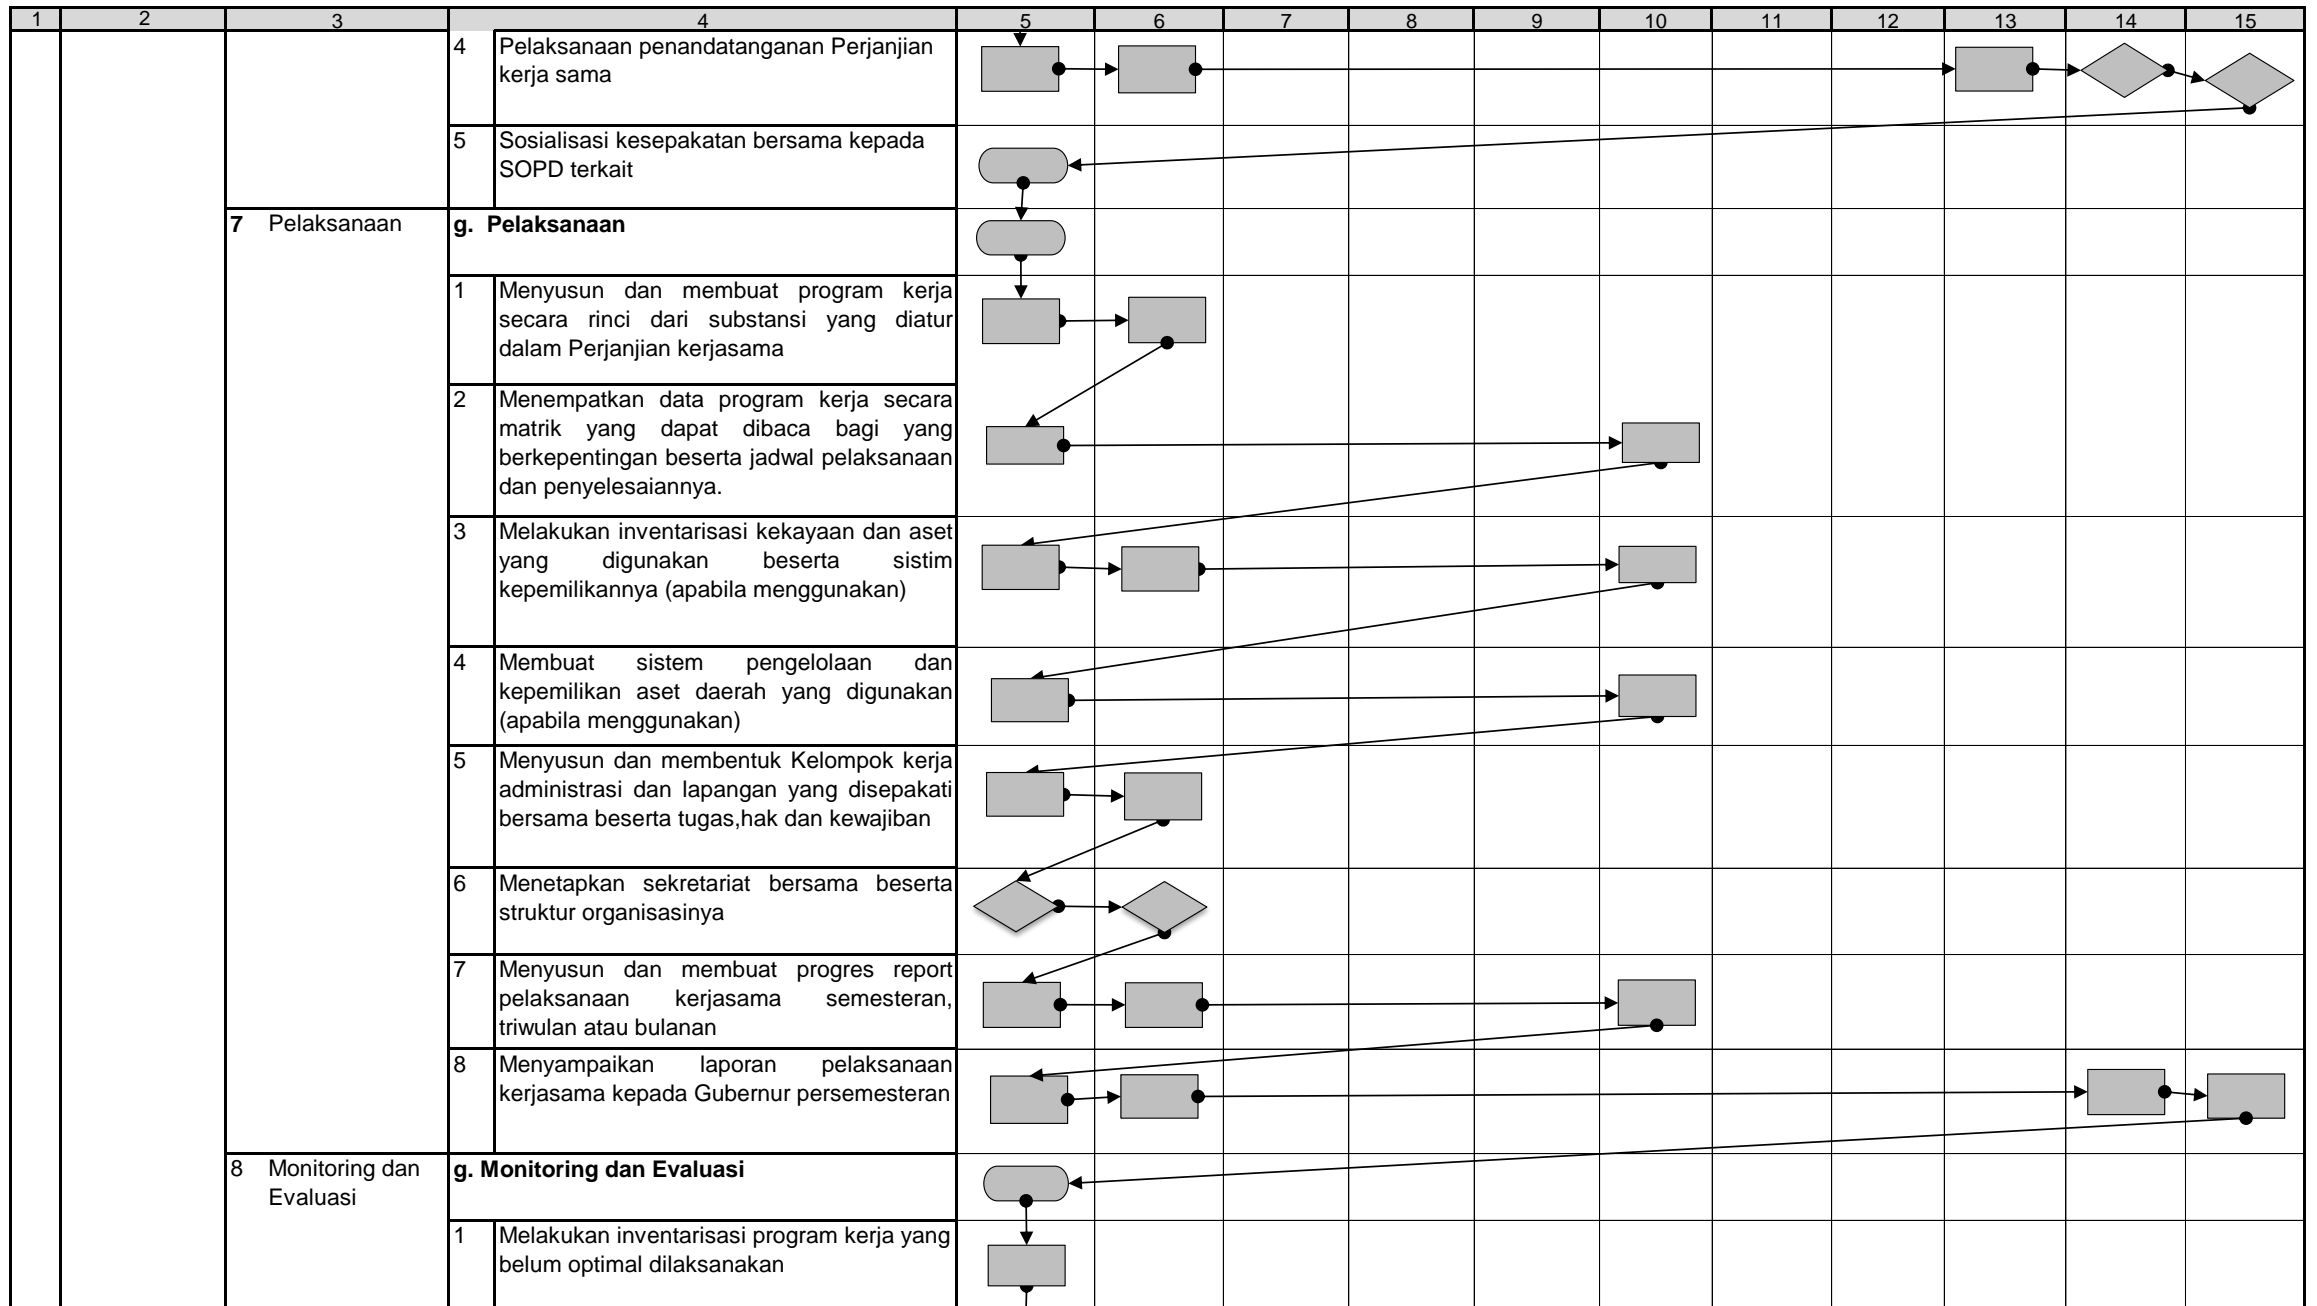 1 2 3 4 5 6 7 8 9 10 11 12 13 14 15
4 Pelaksanaan penandatanganan Perjanjian
kerja sama
5 Sosialisasi kesepakatan bersama kepada
SOPD terkait
7 Pelaksanaan g. Pelaksanaan
1 Menyusun dan membuat program kerja
secara rinci dari substansi yang diatur
dalam Perjanjian kerjasama
2 Menempatkan data program kerja secara
matrik yang dapat dibaca bagi yang
berkepentingan beserta jadwal pelaksanaan
dan penyelesaiannya.
3 Melakukan inventarisasi kekayaan dan aset
yang digunakan beserta sistim
kepemilikannya (apabila menggunakan)
4 Membuat sistem pengelolaan dan
kepemilikan aset daerah yang digunakan
(apabila menggunakan)
5 Menyusun dan membentuk Kelompok kerja
administrasi dan lapangan yang disepakati
bersama beserta tugas,hak dan kewajiban
6 Menetapkan sekretariat bersama beserta
struktur organisasinya
7 Menyusun dan membuat progres report
pelaksanaan kerjasama semesteran,
triwulan atau bulanan
8 Menyampaikan laporan pelaksanaan
kerjasama kepada Gubernur persemesteran
8 Monitoring dan g. Monitoring dan Evaluasi
Evaluasi
1 Melakukan inventarisasi program kerja yang
belum optimal dilaksanakan